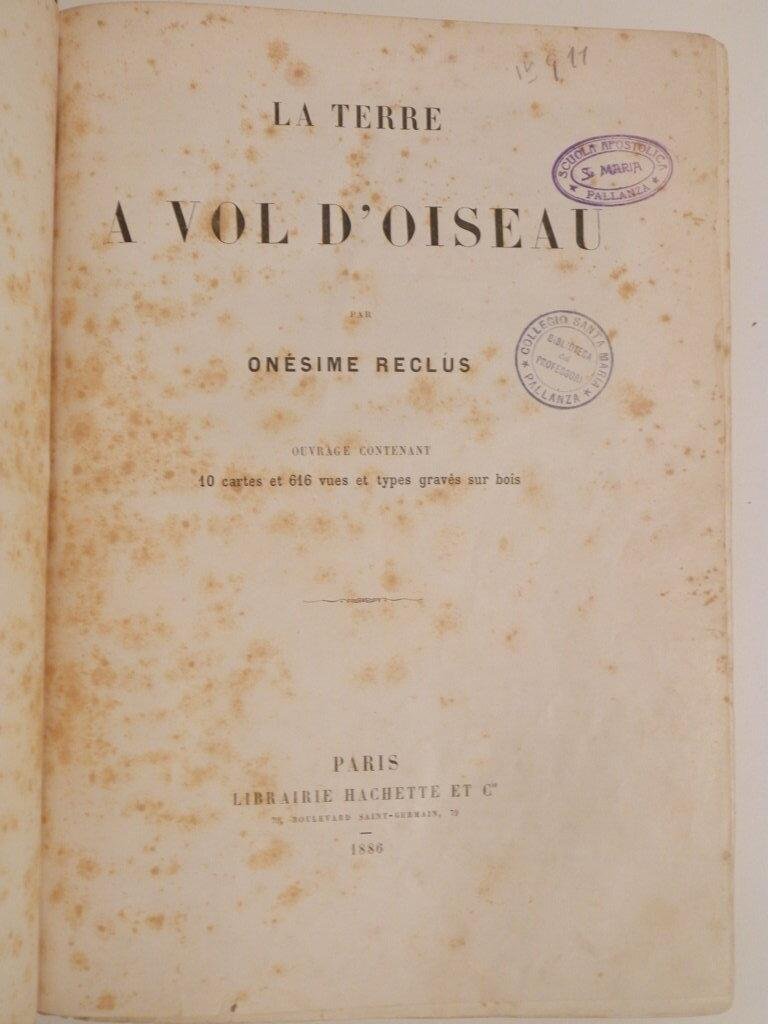 LA TERRE
SCUOLA APOSTOLICA
S. MARIA
★ PALLANZA ★
A VOL D'OISEAU
PAR
ONÉSIME RECLUS
COLLEGIO SANTA MARIA
BIBLIOTECA
dei
PROFESSORI
★ PALLANZA ★
OUVRAGE CONTENANT
10 cartes et 616 vues et types gravés sur bois
PARIS
LIBRAIRIE HACHETTE ET Cie
79, BOULEVARD SAINT-GERMAIN, 79
1886